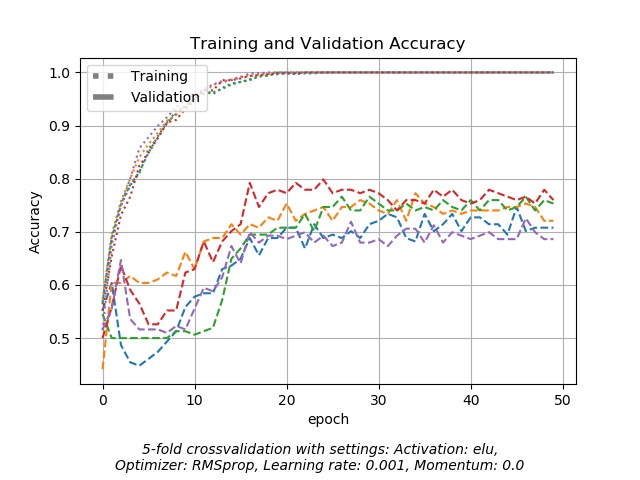 Training and Validation Accuracy
Training
Validation
1.0
0.9
0.8
0.7
0.6
0.5
Accuracy
0
10
20
30
40
50
epoch
5-fold crossvalidation with settings: Activation: elu,
Optimizer: RMSprop, Learning rate: 0.001, Momentum: 0.0